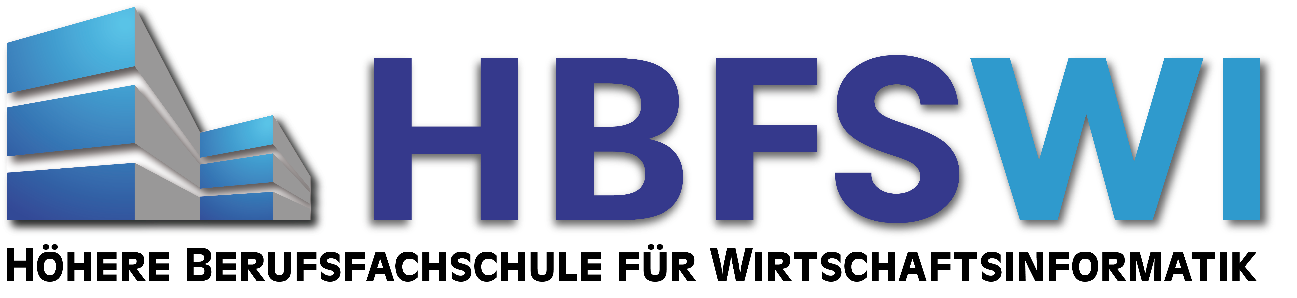 HBFSWI
HÖHERE BERUFSFACHSCHULE FÜR WIRTSCHAFTSINFORMATIK